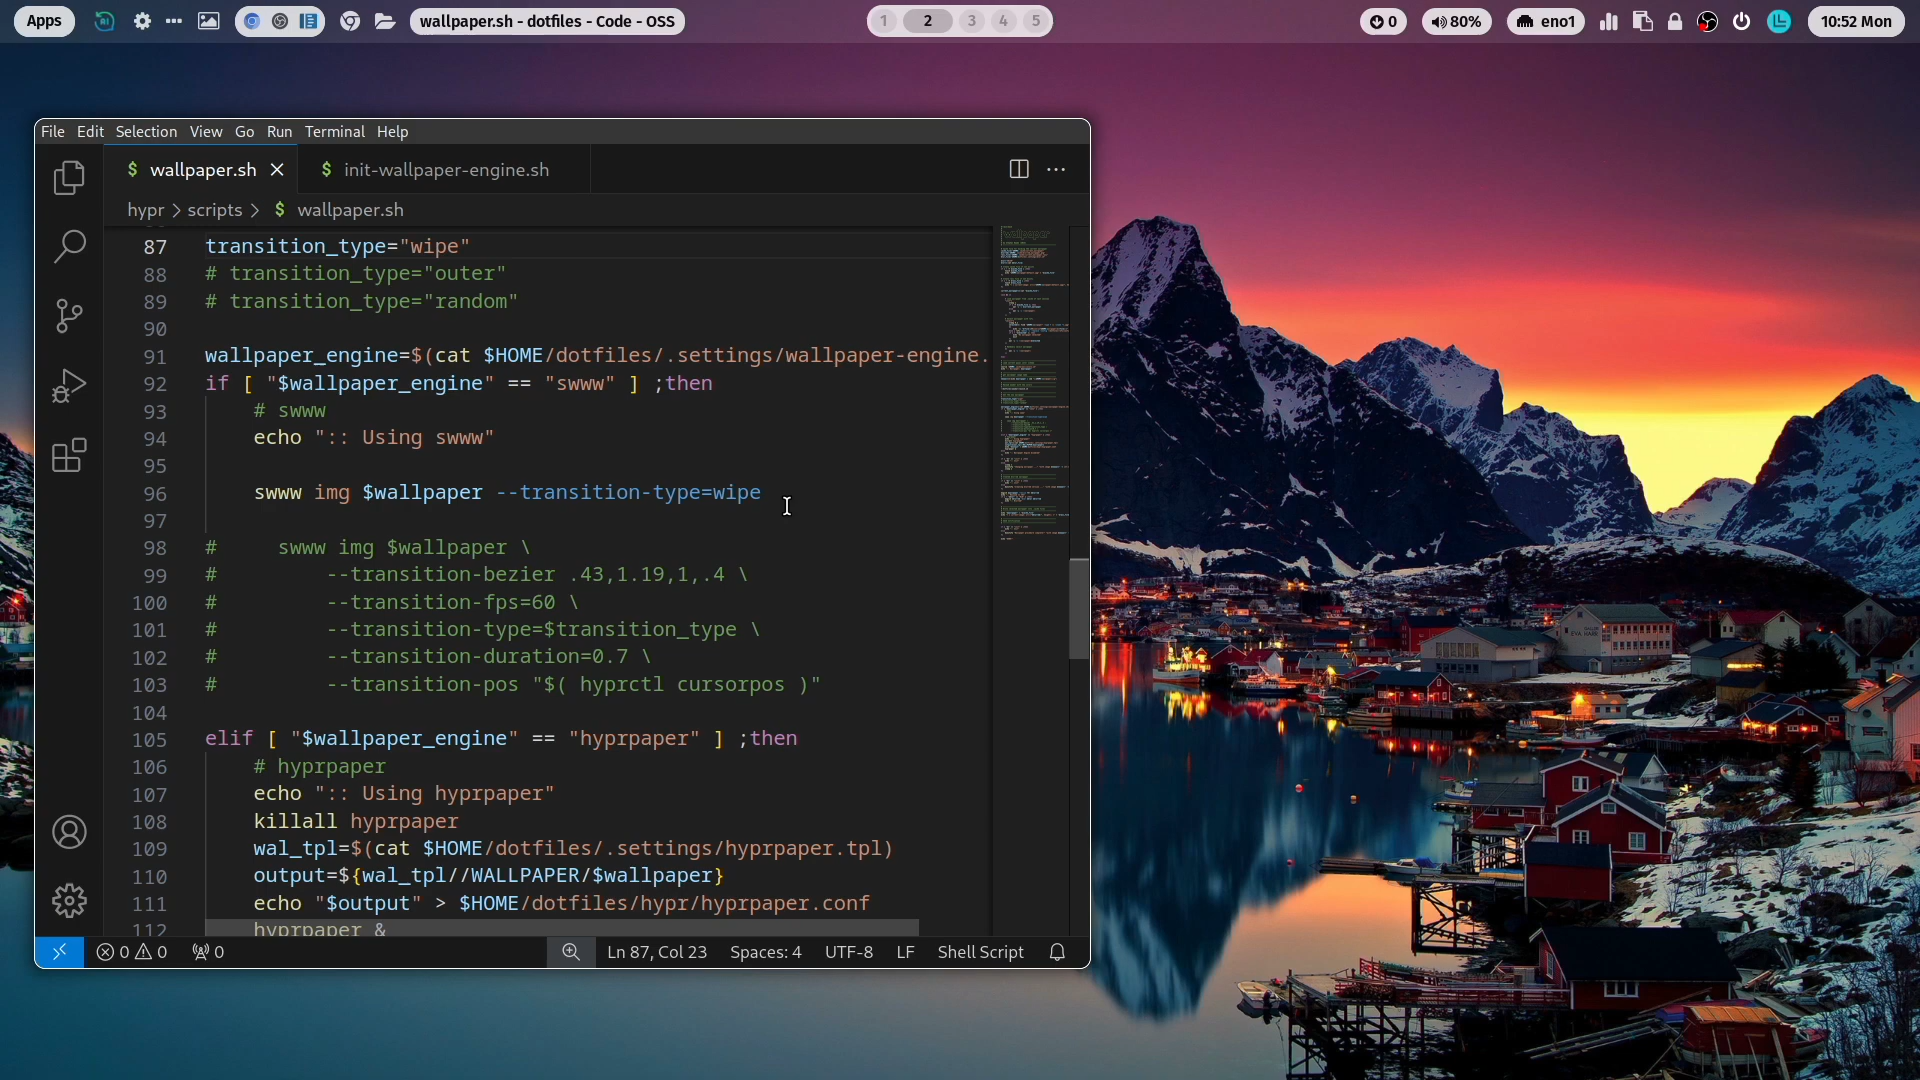 Apps
wallpaper.sh - dotfiles - Code - OSS
1 2 3 4 5
0
80%
eno1
10:52 Mon
File Edit Selection View Go Run Terminal Help
$ wallpaper.sh
$ init-wallpaper-engine.sh
hypr > scripts > $ wallpaper.sh
87 transition_type="wipe"
88 # transition_type="outer"
89 # transition_type="random"
90
91 wallpaper_engine=$(cat $HOME/dotfiles/.settings/wallpaper-engine.
92 if [ "$wallpaper_engine" == "swww" ] ;then
93 # swww
94 echo ":: Using swww"
95
96 swww img $wallpaper --transition-type=wipe
97
98 # swww img $wallpaper \
99 # --transition-bezier .43,1.19,1,.4 \
100 # --transition-fps=60 \
101 # --transition-type=$transition_type \
102 # --transition-duration=0.7 \
103 # --transition-pos "$( hyprctl cursorpos )"
104
105 elif [ "$wallpaper_engine" == "hyprpaper" ] ;then
106 # hyprpaper
107 echo ":: Using hyprpaper"
108 killall hyprpaper
109 wal_tpl=$(cat $HOME/dotfiles/.settings/hyprpaper.tpl)
110 output=${wal_tpl//WALLPAPER/$wallpaper}
111 echo "$output" > $HOME/dotfiles/hypr/hyprpaper.conf
112 hyprpaper &
0 0 0
Ln 87, Col 23 Spaces: 4 UTF-8 LF Shell Script